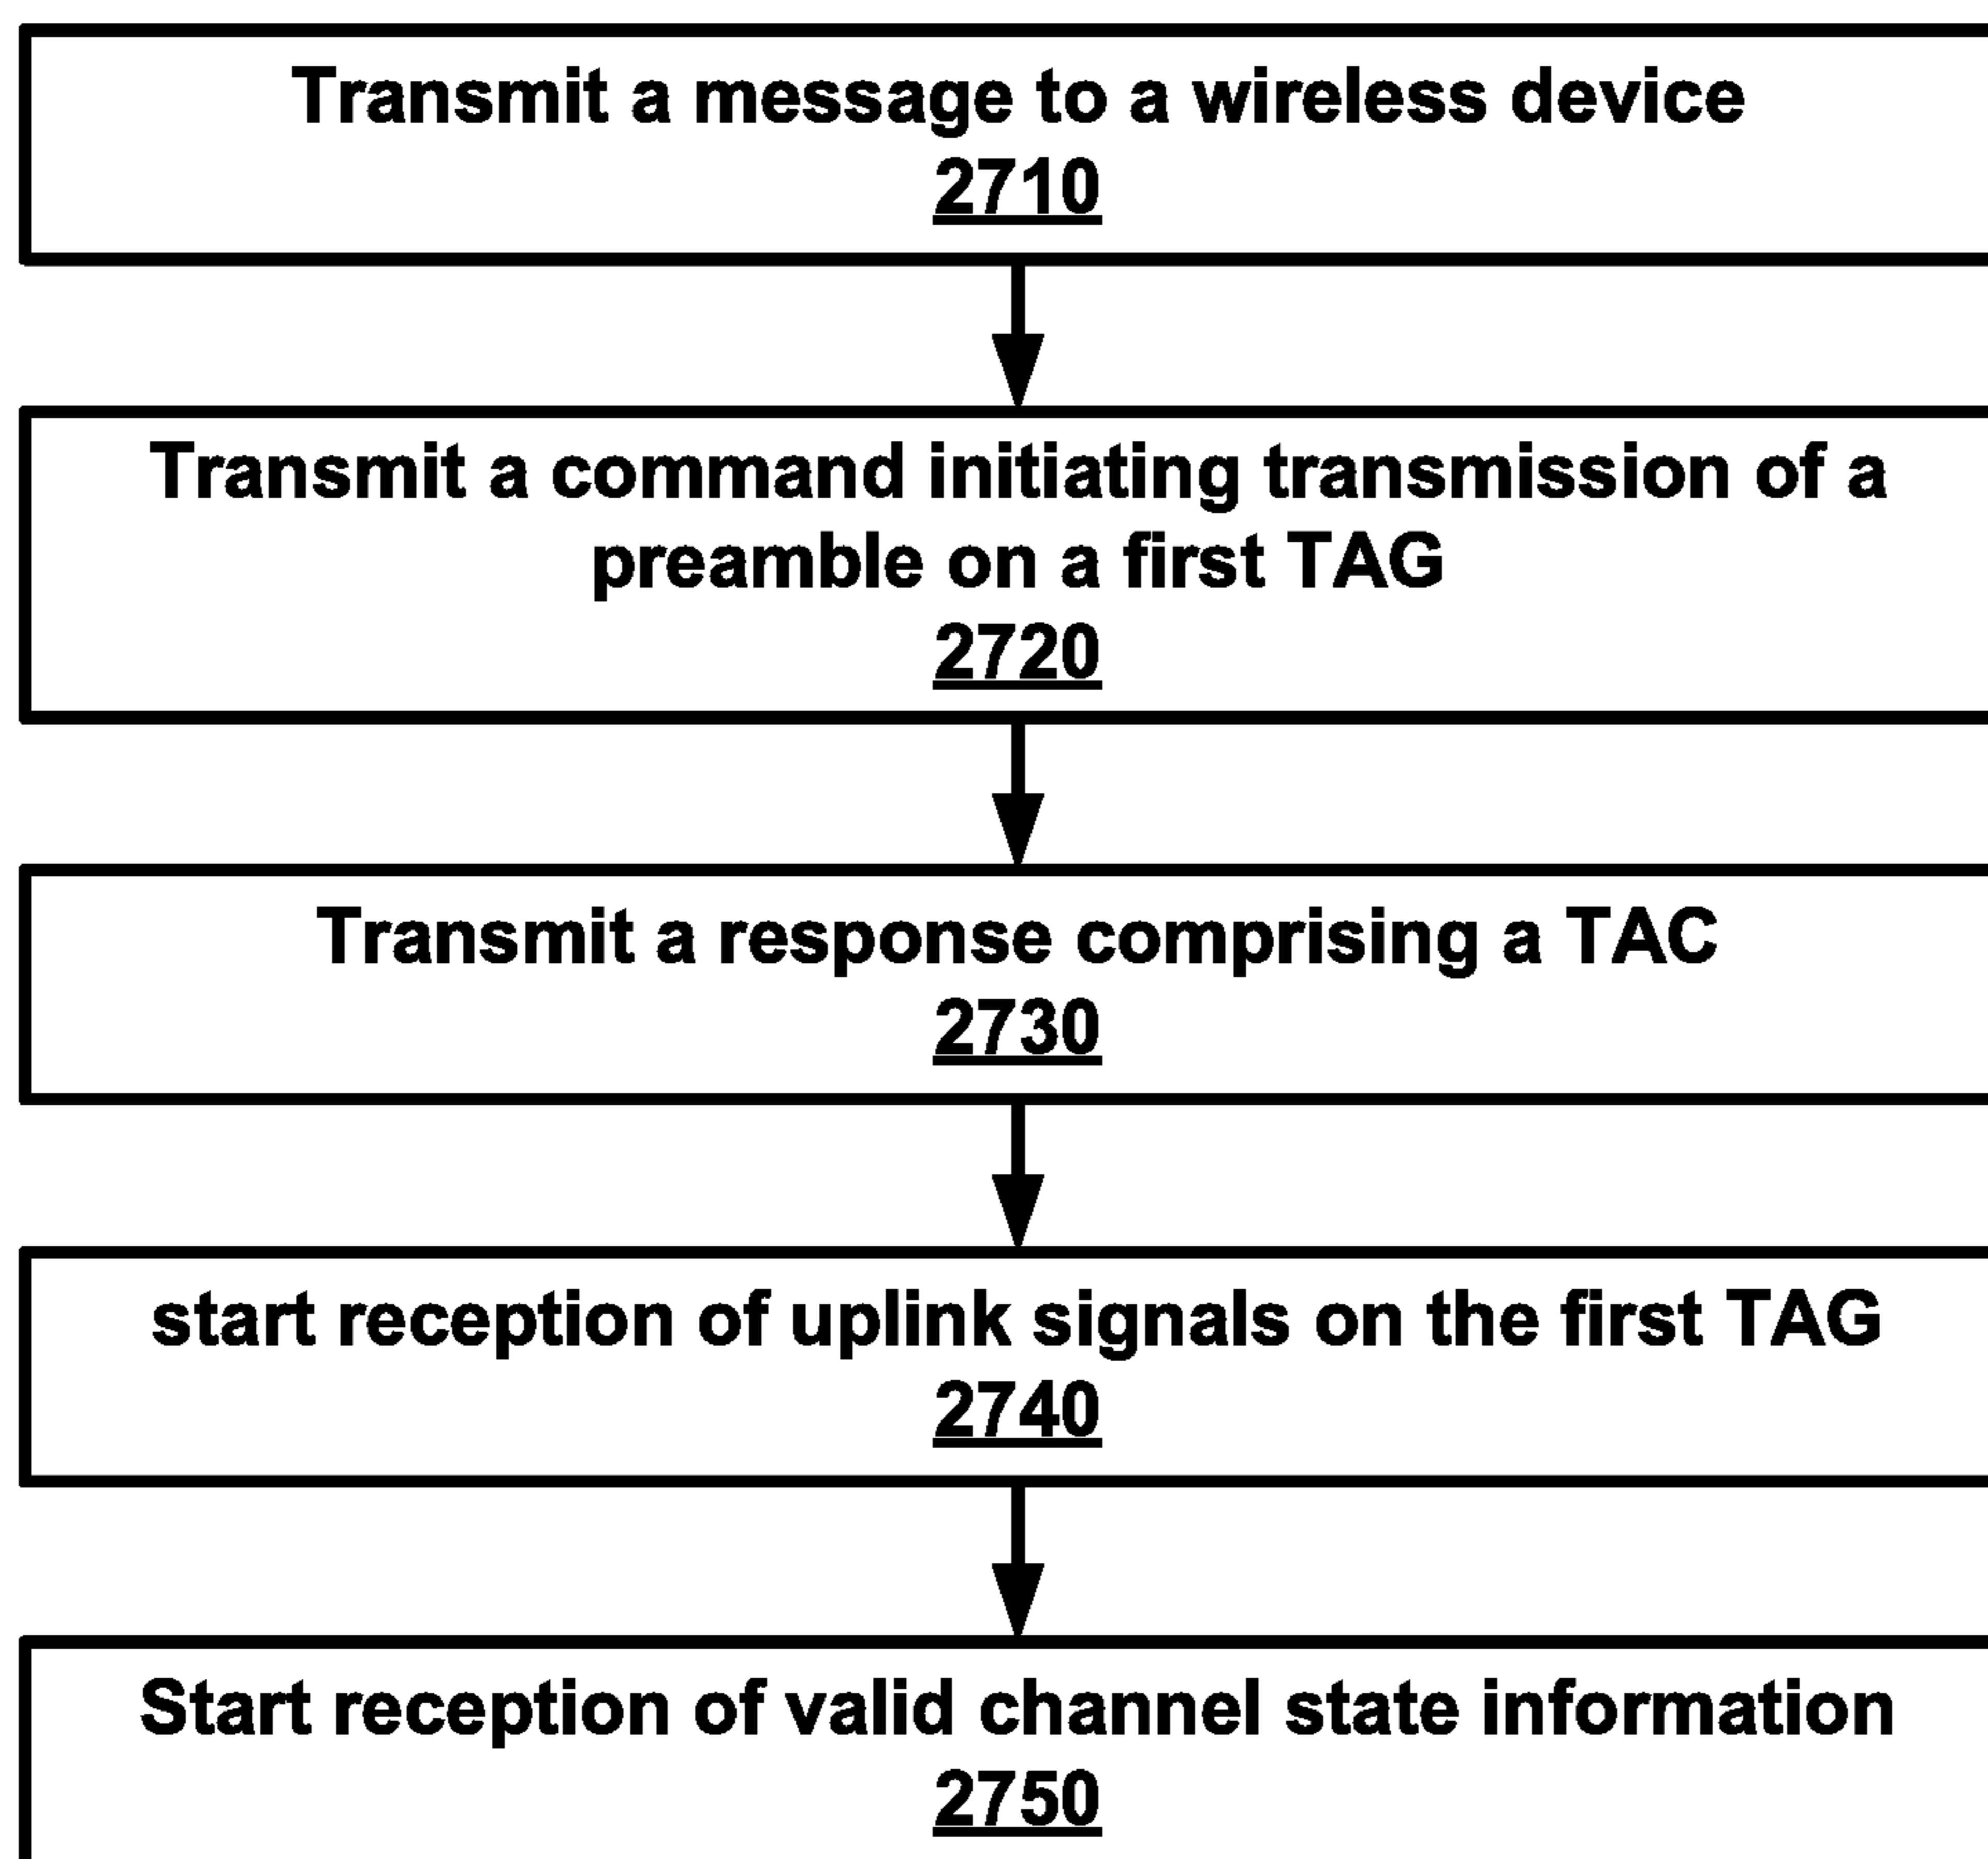 Transmit a message to a wireless device
2710
Transmit a command initiating transmission of a
preamble on a first TAG
2720
Transmit a response comprising a TAC
2730
start reception of uplink signals on the first TAG
2740
Start reception of valid channel state information
2750